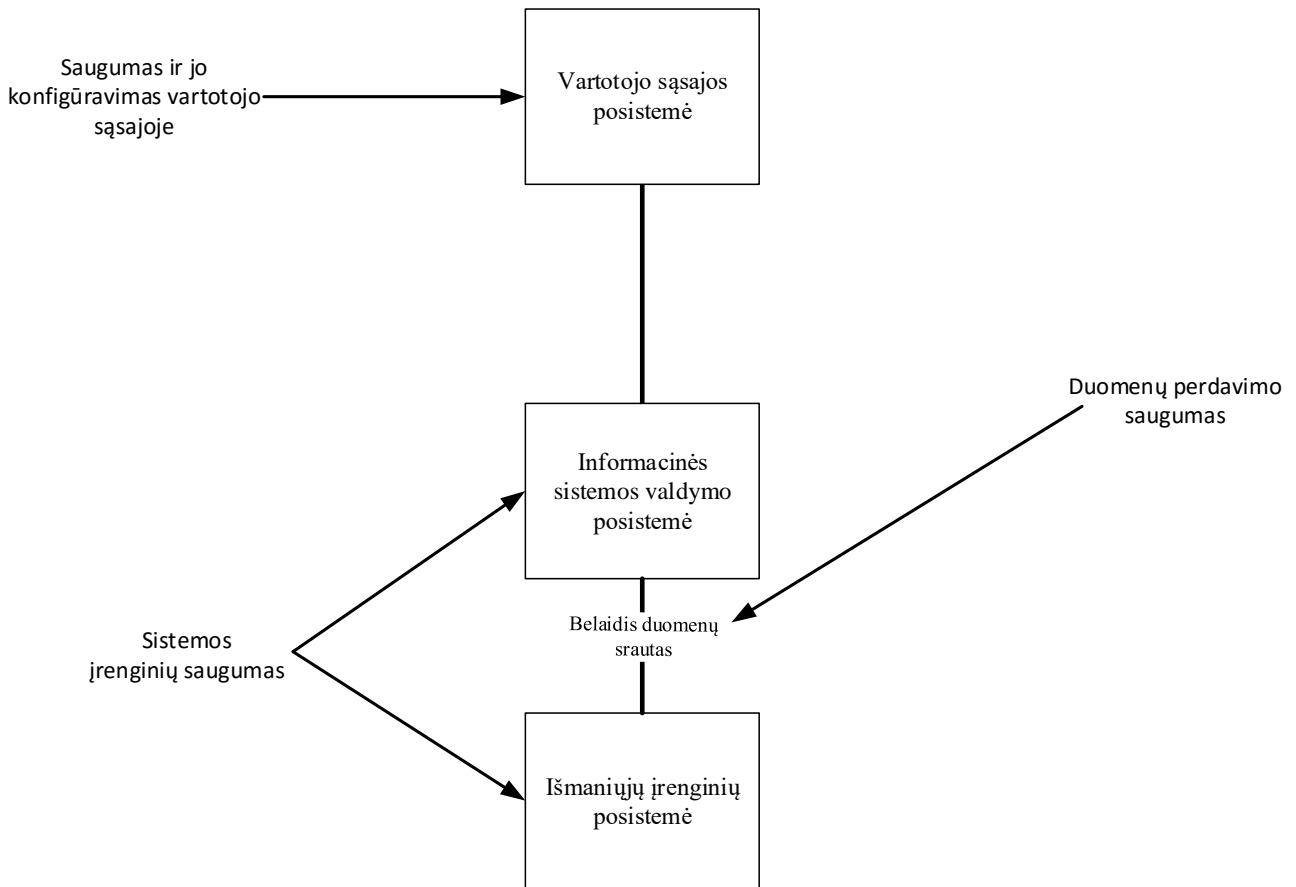 Saugumas ir jo
konfigūravimas vartotojo
sąsajoje
Vartotojo sąsajos
posistemė
Duomenų perdavimo
saugumas
Informacinės
sistemos valdymo
posistemė
Belaidis duomenų
srautas
Sistemos
įrenginių saugumas
Išmaniųjų įrenginių
posistemė